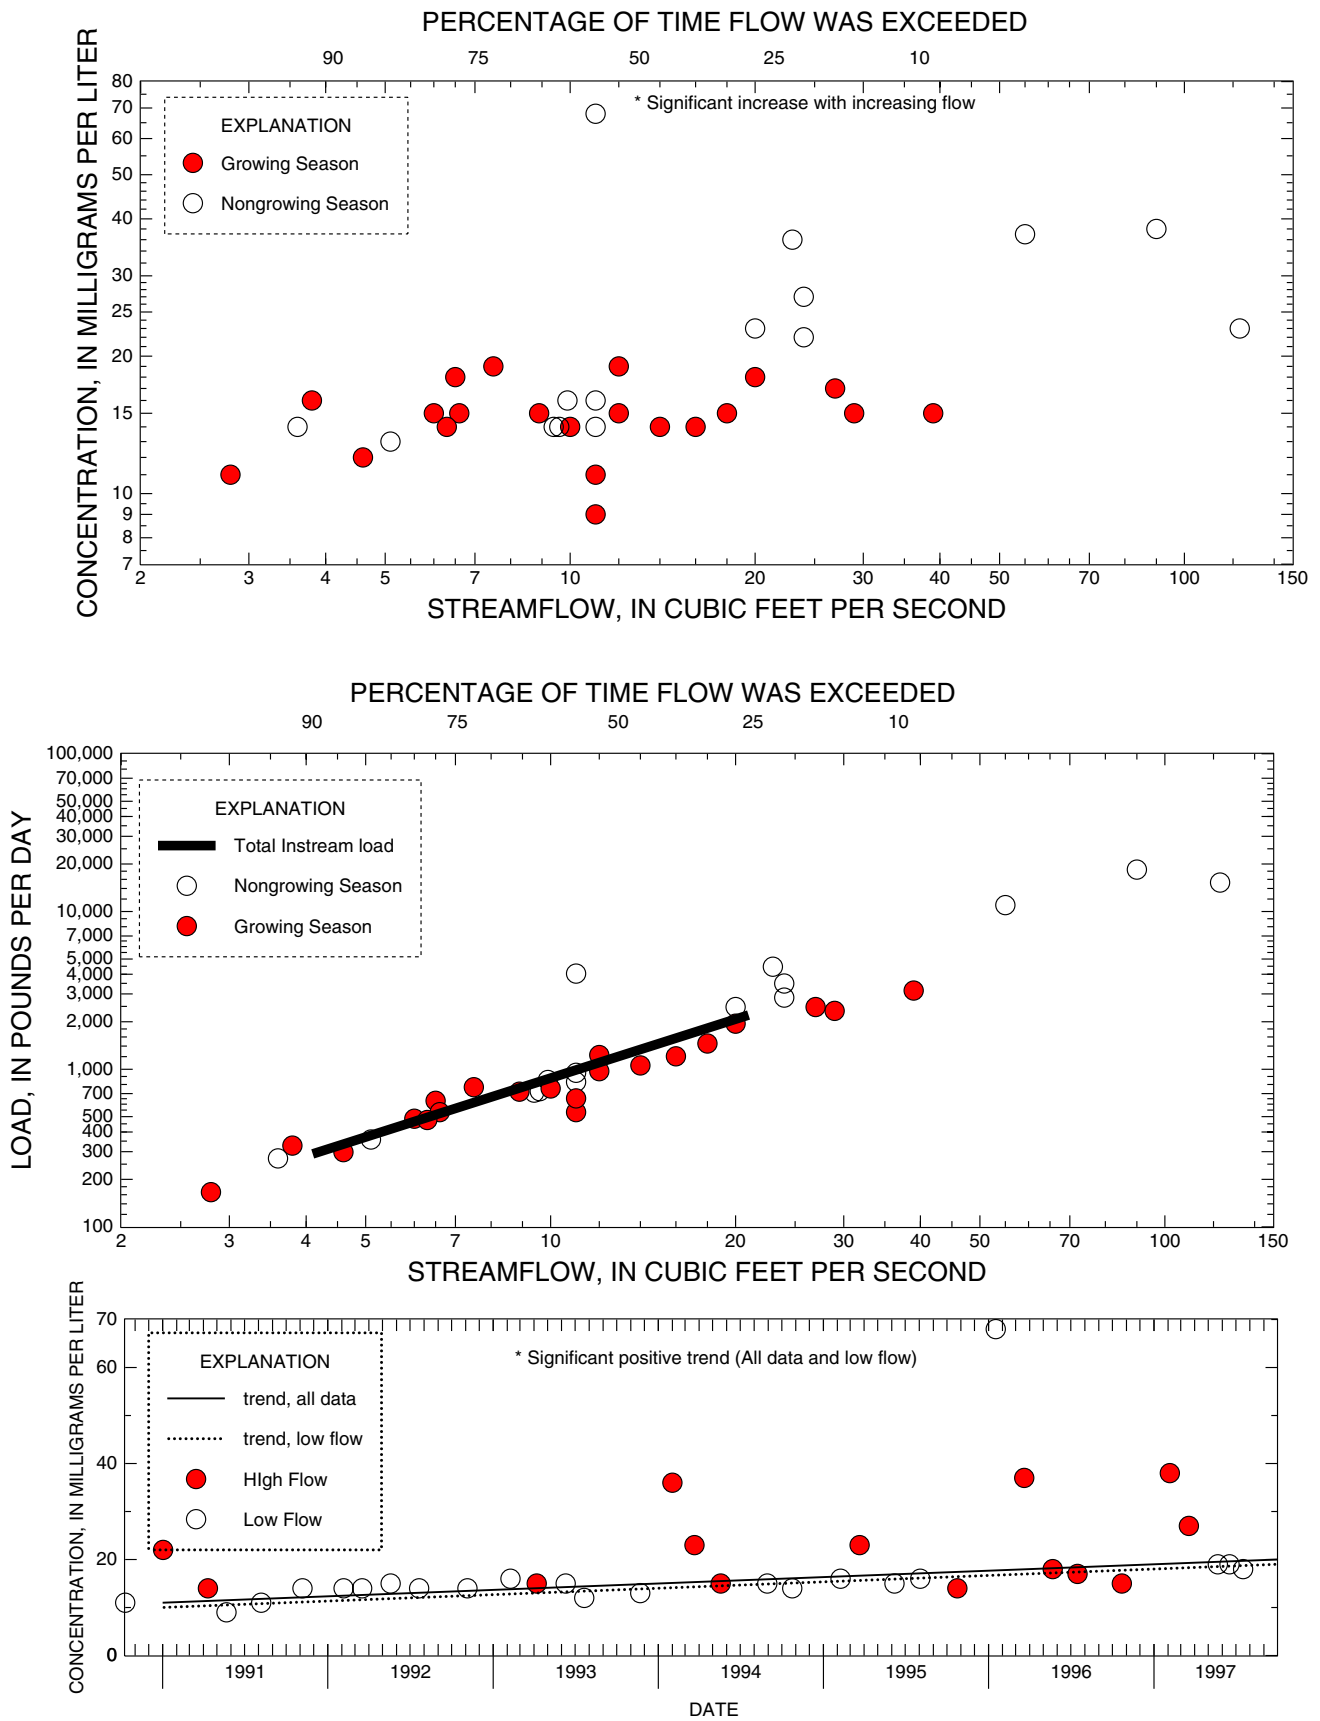 PERCENTAGE OF TIME FLOW WAS EXCEEDED
90 75 50 25 10
CONCENTRATION, IN MILLIGRAMS PER LITER
80
70
60
50
40
30
25
20
15
10
9
8
7
* Significant increase with increasing flow
EXPLANATION
Growing Season
Nongrowing Season
2 3 4 5 7 10 20 30 40 50 70 100 150
STREAMFLOW, IN CUBIC FEET PER SECOND
PERCENTAGE OF TIME FLOW WAS EXCEEDED
90 75 50 25 10
LOAD, IN POUNDS PER DAY
100,000
70,000
50,000
40,000
30,000
20,000
10,000
7,000
5,000
4,000
3,000
2,000
1,000
700
500
400
300
200
100
EXPLANATION
Total Instream load
Nongrowing Season
Growing Season
2 3 4 5 7 10 20 30 40 50 70 100 150
STREAMFLOW, IN CUBIC FEET PER SECOND
CONCENTRATION, IN MILLIGRAMS PER LITER
70
60
40
20
0
* Significant positive trend (All data and low flow)
EXPLANATION
trend, all data
trend, low flow
HIgh Flow
Low Flow
1991 1992 1993 1994 1995 1996 1997
DATE